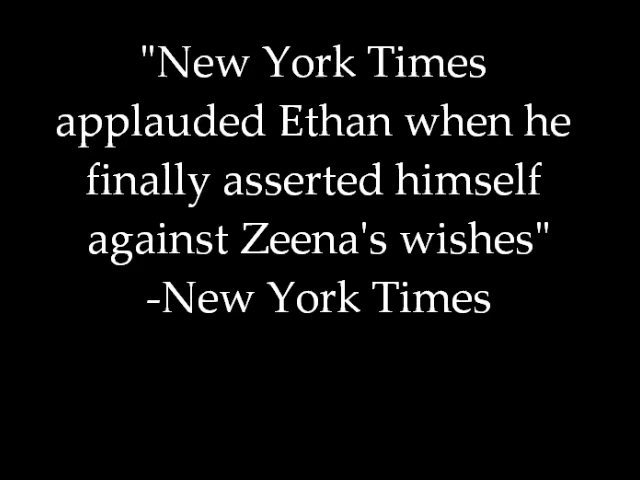 "New York Times
applauded Ethan when he
finally asserted himself
against Zeena's wishes"
-New York Times